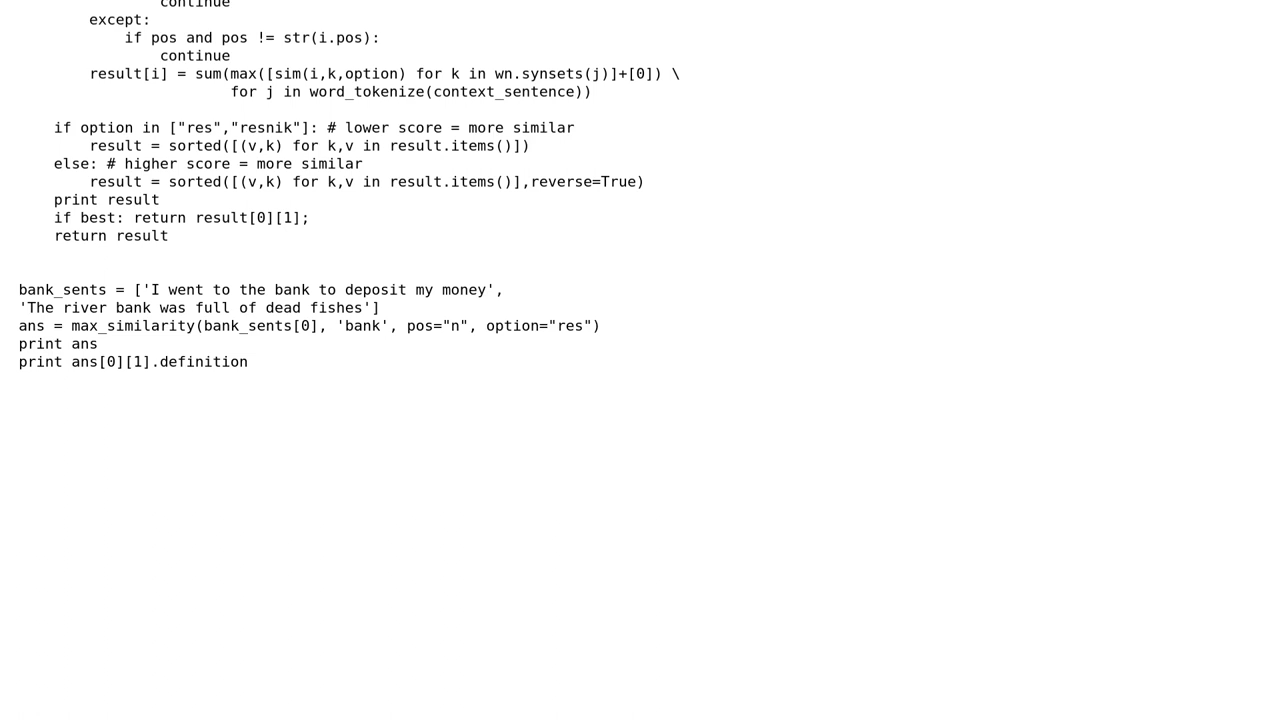 continue
        except:
            if pos and pos != str(i.pos):
                continue
        result[i] = sum(max([sim(i,k,option) for k in wn.synsets(j)]+[0]) \
                        for j in word_tokenize(context_sentence))

    if option in ["res","resnik"]: # lower score = more similar
        result = sorted([(v,k) for k,v in result.items()])
    else: # higher score = more similar
        result = sorted([(v,k) for k,v in result.items()],reverse=True)
    print result
    if best: return result[0][1];
    return result


bank_sents = ['I went to the bank to deposit my money',
'The river bank was full of dead fishes']
ans = max_similarity(bank_sents[0], 'bank', pos="n", option="res")
print ans
print ans[0][1].definition